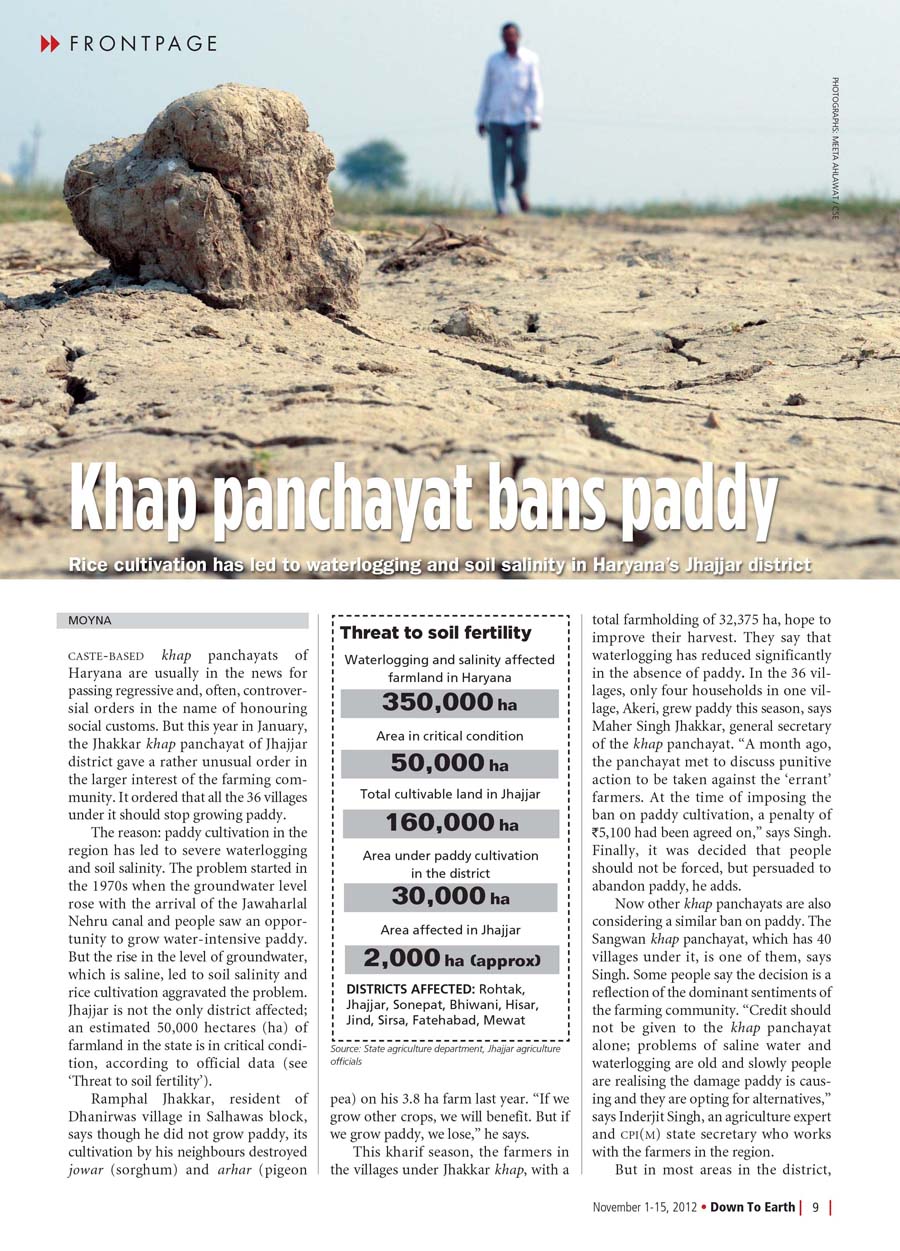 FRONTPAGE
PHOTOGRAPHS: MEETA AHLAWAT / CSE
Khap panchayat bans paddy
Rice cultivation has led to waterlogging and soil salinity in Haryana's Jhajjar district
MOYNA
CASTE-BASED khap panchayats of
Haryana are usually in the news for
passing regressive and, often, controver-
sial orders in the name of honouring
social customs. But this year in January,
the Jhakkar khap panchayat of Jhajjar
district gave a rather unusual order in
the larger interest of the farming com-
munity. It ordered that all the 36 villages
under it should stop growing paddy.
The reason: paddy cultivation in the
region has led to severe waterlogging
and soil salinity. The problem started in
the 1970s when the groundwater level
rose with the arrival of the Jawaharlal
Nehru canal and people saw an oppor-
tunity to grow water-intensive paddy.
But the rise in the level of groundwater,
which is saline, led to soil salinity and
rice cultivation aggravated the problem.
Jhajjar is not the only district affected;
an estimated 50,000 hectares (ha) of
farmland in the state is in critical condi-
tion, according to official data (see
'Threat to soil fertility').
Ramphal Jhakkar, resident of
Dhanirwas village in Salhawas block,
says though he did not grow paddy, its
cultivation by his neighbours destroyed
jowar (sorghum) and arhar (pigeon
Threat to soil fertility
Waterlogging and salinity affected
farmland in Haryana
350,000 ha
Area in critical condition
50,000 ha
Total cultivable land in Jhajjar
160,000 ha
Area under paddy cultivation
in the district
30,000 ha
Area affected in Jhajjar
2,000 ha (approx)
DISTRICTS AFFECTED: Rohtak,
Jhajjar, Sonepat, Bhiwani, Hisar,
Jind, Sirsa, Fatehabad, Mewat
Source: State agriculture department, Jhajjar agriculture
officials
pea) on his 3.8 ha farm last year. "If we
grow other crops, we will benefit. But if
we grow paddy, we lose," he says.
This kharif season, the farmers in
the villages under Jhakkar khap, with a
total farmholding of 32,375 ha, hope to
improve their harvest. They say that
waterlogging has reduced significantly
in the absence of paddy. In the 36 vil-
lages, only four households in one vil-
lage, Akeri, grew paddy this season, says
Maher Singh Jhakkar, general secretary
of the khap panchayat. "A month ago,
the panchayat met to discuss punitive
action to be taken against the 'errant'
farmers. At the time of imposing the
ban on paddy cultivation, a penalty of
₹5,100 had been agreed on," says Singh.
Finally, it was decided that people
should not be forced, but persuaded to
abandon paddy, he adds.
Now other khap panchayats are also
considering a similar ban on paddy. The
Sangwan khap panchayat, which has 40
villages under it, is one of them, says
Singh. Some people say the decision is a
reflection of the dominant sentiments of
the farming community. "Credit should
not be given to the khap panchayat
alone; problems of saline water and
waterlogging are old and slowly people
are realising the damage paddy is caus-
ing and they are opting for alternatives,"
says Inderjit Singh, an agriculture expert
and CPI(M) state secretary who works
with the farmers in the region.
But in most areas in the district,
November 1-15, 2012 • Down To Earth | 9 |